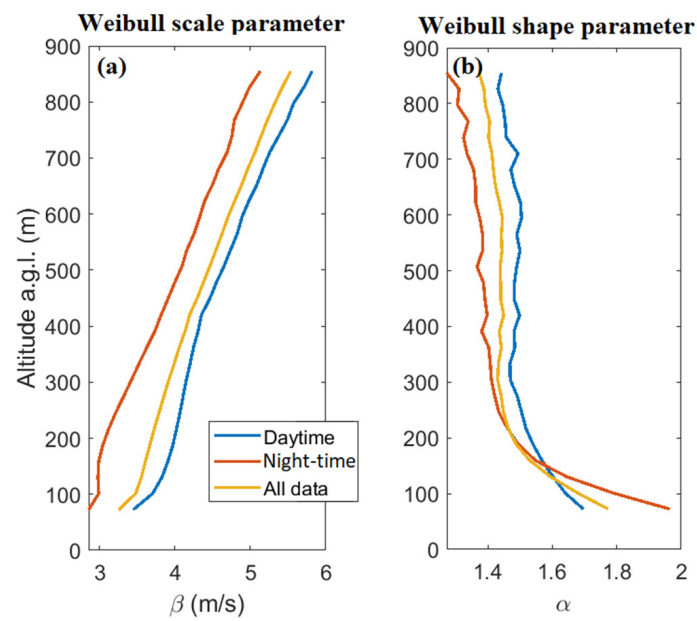 Weibull scale parameter
Weibull shape parameter
(a)
(b)
Altitude a.g.l. (m)
900
800
700
600
500
400
300
200
100
0
3
4
5
6
β (m/s)
Daytime
Night-time
All data
900
800
700
600
500
400
300
200
100
0
1.4
1.6
1.8
2
α